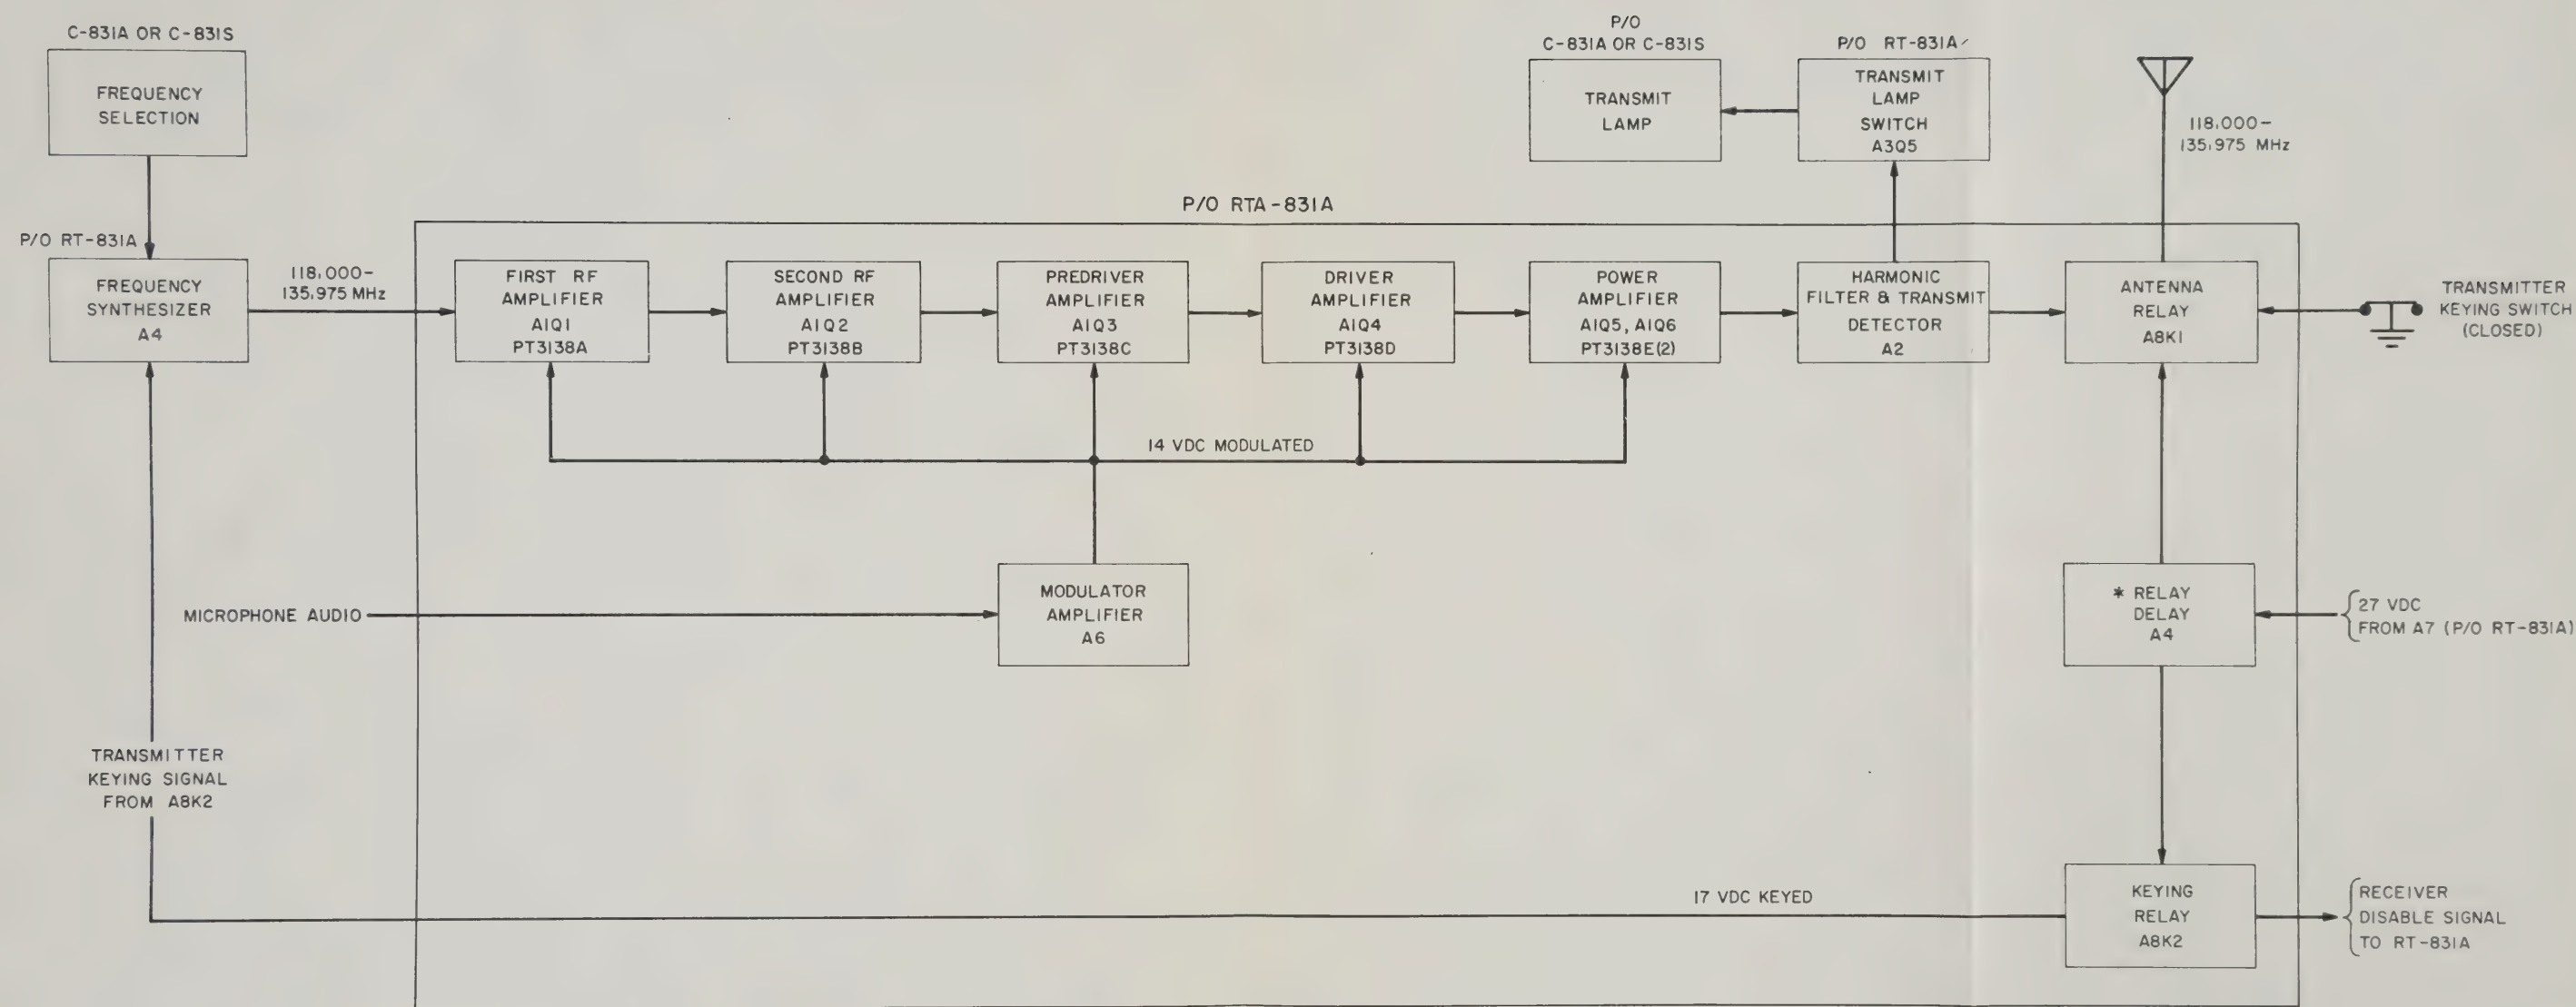 C-831A OR C-831S
FREQUENCY
SELECTION
P/O RT-831A
FREQUENCY
SYNTHESIZER
A4
118.000-
135.975 MHz
P/O RTA-831A
FIRST RF
AMPLIFIER
A1Q1
PT3138A
SECOND RF
AMPLIFIER
A1Q2
PT3138B
PREDRIVER
AMPLIFIER
A1Q3
PT3138C
DRIVER
AMPLIFIER
A1Q4
PT3138D
POWER
AMPLIFIER
A1Q5, A1Q6
PT3138E(2)
HARMONIC
FILTER & TRANSMIT
DETECTOR
A2
ANTENNA
RELAY
A8K1
P/O
C-831A OR C-831S
TRANSMIT
LAMP
P/O RT-831A
TRANSMIT
LAMP
SWITCH
A3Q5
118.000-
135.975 MHz
TRANSMITTER
KEYING SWITCH
(CLOSED)
14 VDC MODULATED
MICROPHONE AUDIO
MODULATOR
AMPLIFIER
A6
* RELAY
DELAY
A4
27 VDC
FROM A7 (P/O RT-831A)
TRANSMITTER
KEYING SIGNAL
FROM A8K2
17 VDC KEYED
KEYING
RELAY
A8K2
RECEIVER
DISABLE SIGNAL
TO RT-831A